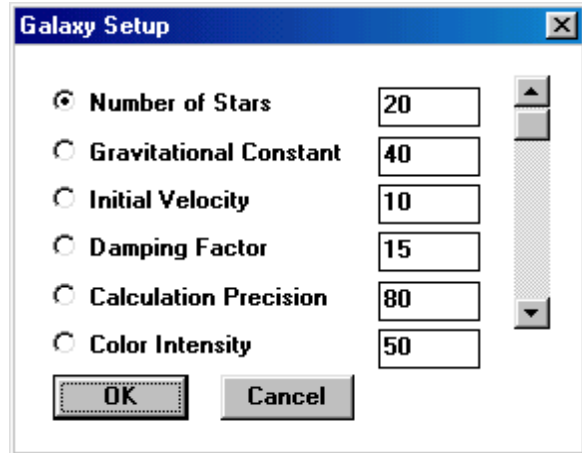 Galaxy Setup
Number of Stars 20
Gravitational Constant 40
Initial Velocity 10
Damping Factor 15
Calculation Precision 80
Color Intensity 50
OK Cancel